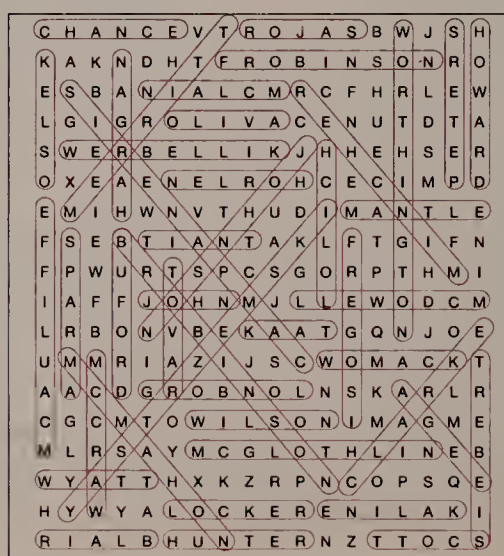 C H A N C E V T R O J A S B W J S H
K A K N D H T F R O B I N S O N R O
E S B A N I A L C M R C F H R L E W
L G I G R O L I V A C E N U T D T A
S W E R B E L L I K J H H E H S E R
O X E A E N E L R O H C E C I M P D
E M I H W N V T H U D I M A N T L E
F S E B T I A N T A K L F T G I F N
F P W U R T S P C S G O R P T H M I
I A F F J O H N M J L L E W O D C M
L R B O N V B E K A A T G Q N J O E
U M M R I A Z I J S C W O M A C K T
A A C D G R O B N O L N S K A R L R
C G C M T O W I L S O N I M A G M E
M L R S A Y M C G L O T H L I N E B
W Y A T T H X K Z R P N C O P S Q E
H Y W Y A L O C K E R E N I L A K I
R I A L B H U N T E R N Z T T O C S